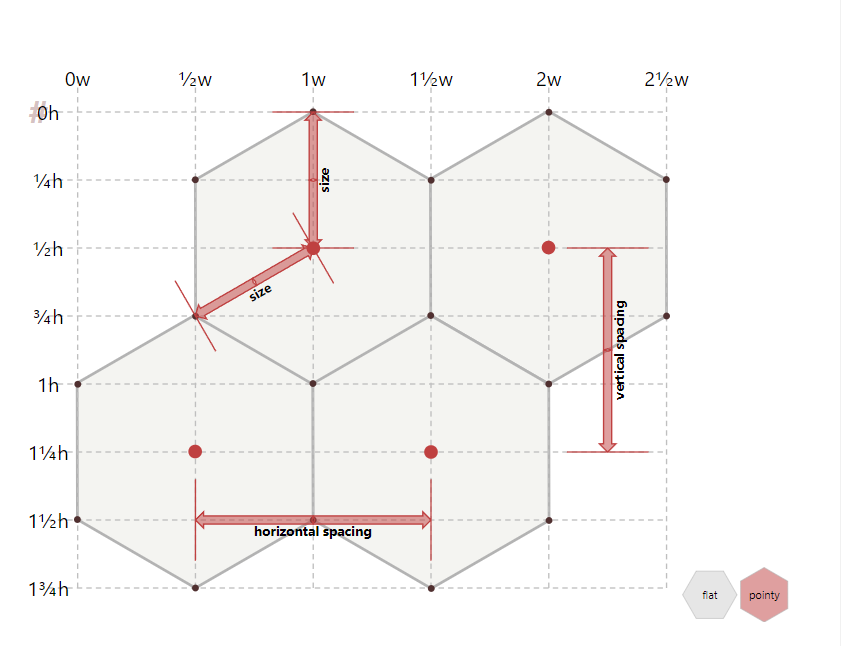 0w ½w 1w 1½w 2w 2½w
#
0h
¼h
size
½h
size
¾h
vertical spacing
1h
1¼h
1½h
horizontal spacing
1¾h
flat pointy